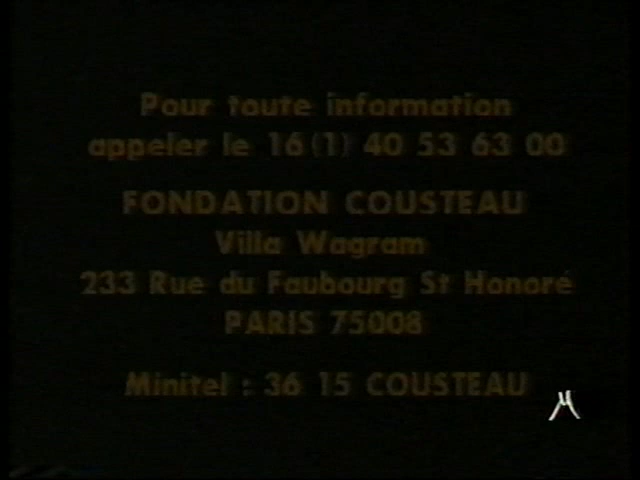 Pour toute information
appeler le 16 (1) 40 53 63 00
FONDATION COUSTEAU
Villa Wagram
233 Rue du Faubourg St Honoré
PARIS 75008
Minitel : 36 15 COUSTEAU